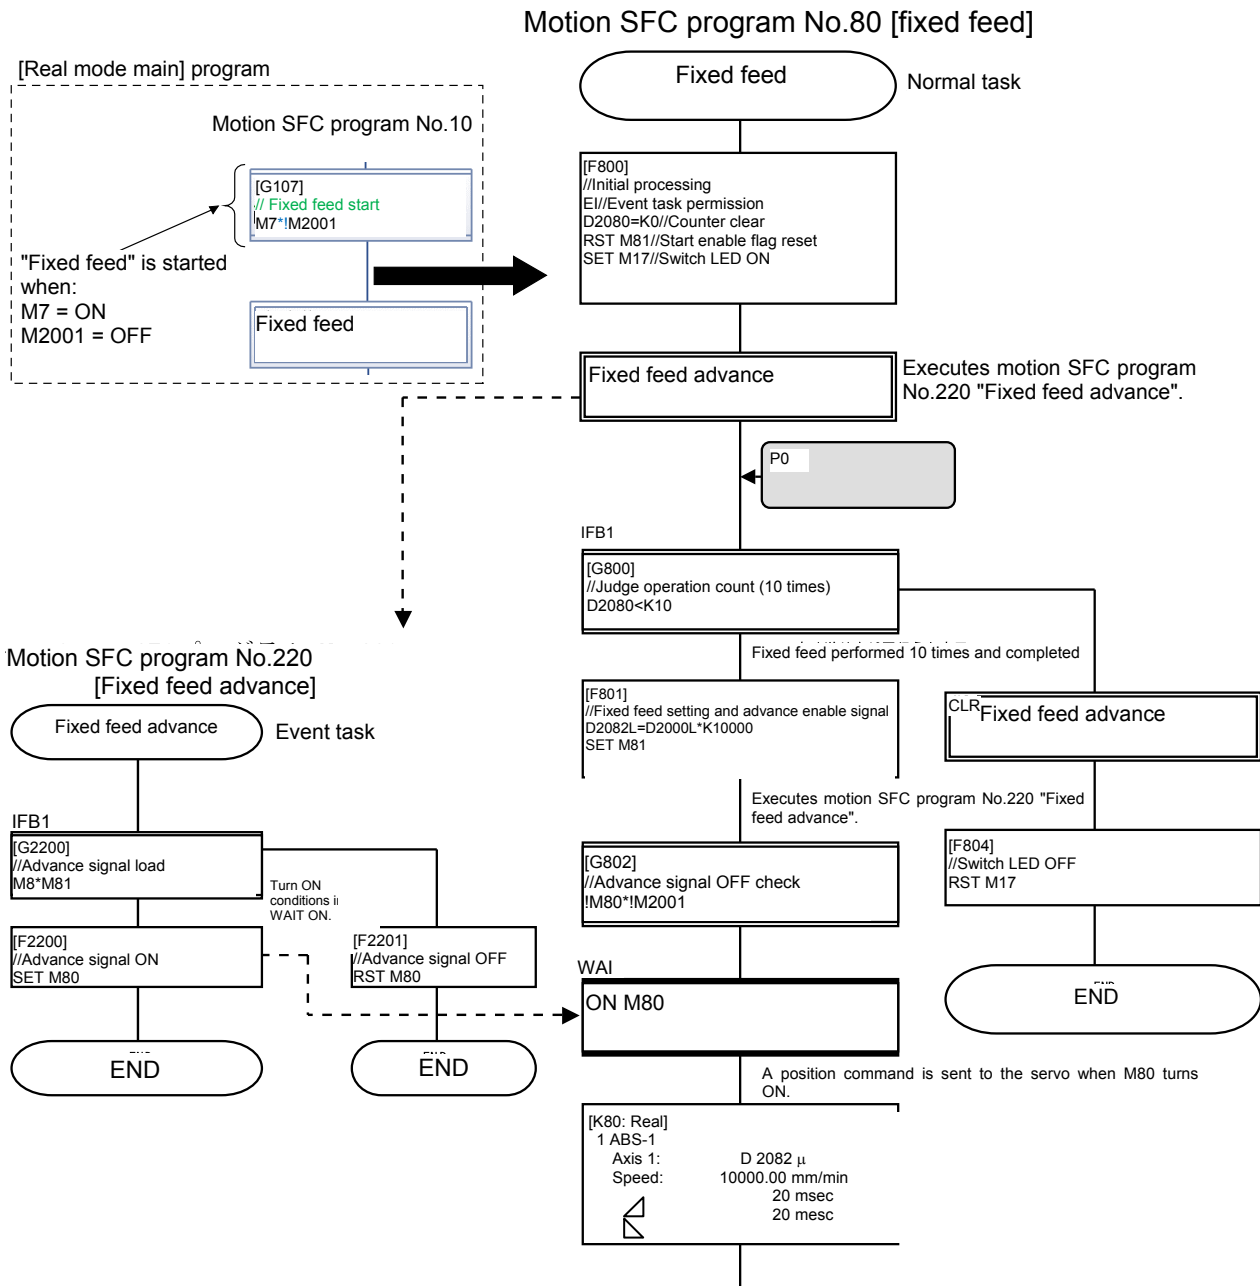 Motion SFC program No.80 [fixed feed]
[Real mode main] program
Motion SFC program No.10
[G107]
// Fixed feed start
M7*!M2001
"Fixed feed" is started
when:
M7 = ON
M2001 = OFF
Fixed feed
Fixed feed
Normal task
[F800]
//Initial processing
EI//Event task permission
D2080=K0//Counter clear
RST M81//Start enable flag reset
SET M17//Switch LED ON
Fixed feed advance
Executes motion SFC program
No.220 "Fixed feed advance".
P0
IFB1
[G800]
//Judge operation count (10 times)
D2080<K10
Fixed feed performed 10 times and completed
[F801]
//Fixed feed setting and advance enable signal
D2082L=D2000L*K10000
SET M81
CLR
Fixed feed advance
Executes motion SFC program No.220 "Fixed
feed advance".
[G802]
//Advance signal OFF check
!M80*!M2001
[F804]
//Switch LED OFF
RST M17
END
WAI
ON M80
A position command is sent to the servo when M80 turns
ON.
[K80: Real]
1 ABS-1
Axis 1: D 2082 μ
Speed: 10000.00 mm/min
20 msec
20 mesc
Motion SFC program No.220
[Fixed feed advance]
Fixed feed advance
Event task
IFB1
[G2200]
//Advance signal load
M8*M81
Turn ON
conditions
WAIT ON.
[F2200]
//Advance signal ON
SET M80
[F2201]
//Advance signal OFF
RST M80
END
END